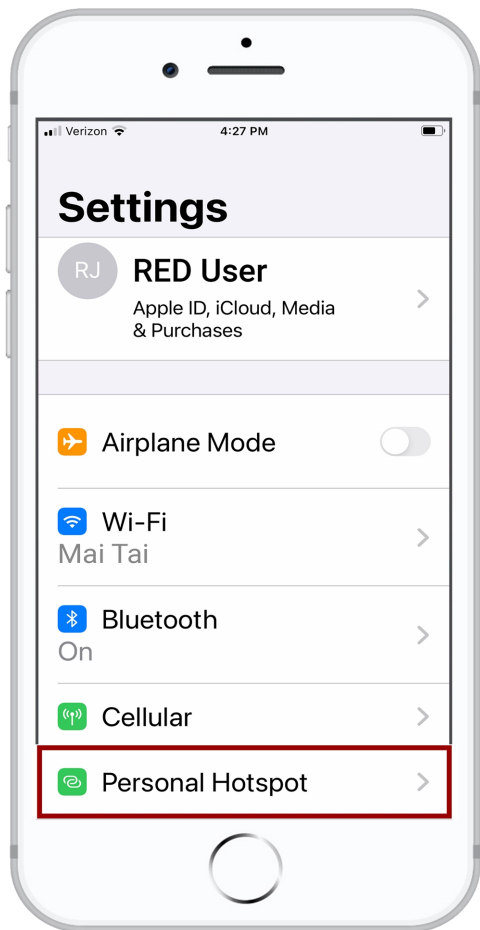 Verizon 4:27 PM
Settings
RJ
RED User
Apple ID, iCloud, Media
& Purchases
Airplane Mode
Wi-Fi
Mai Tai
Bluetooth
On
Cellular
Personal Hotspot